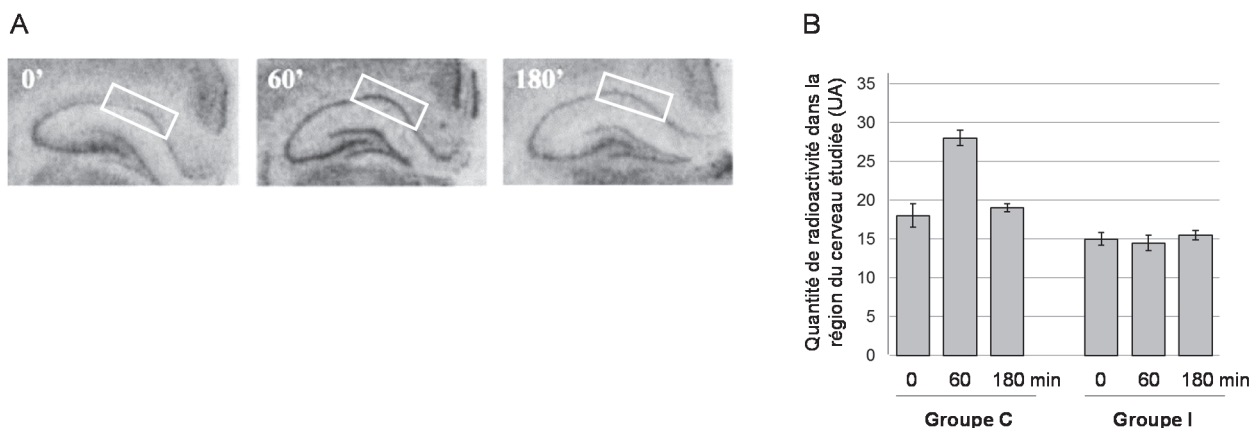 A
0'
60'
180'
B
Quantité de radioactivité dans la
région du cerveau étudiée (UA)
35
30
25
20
15
10
5
0
0 60 180 min 0 60 180 min
Groupe C Groupe I